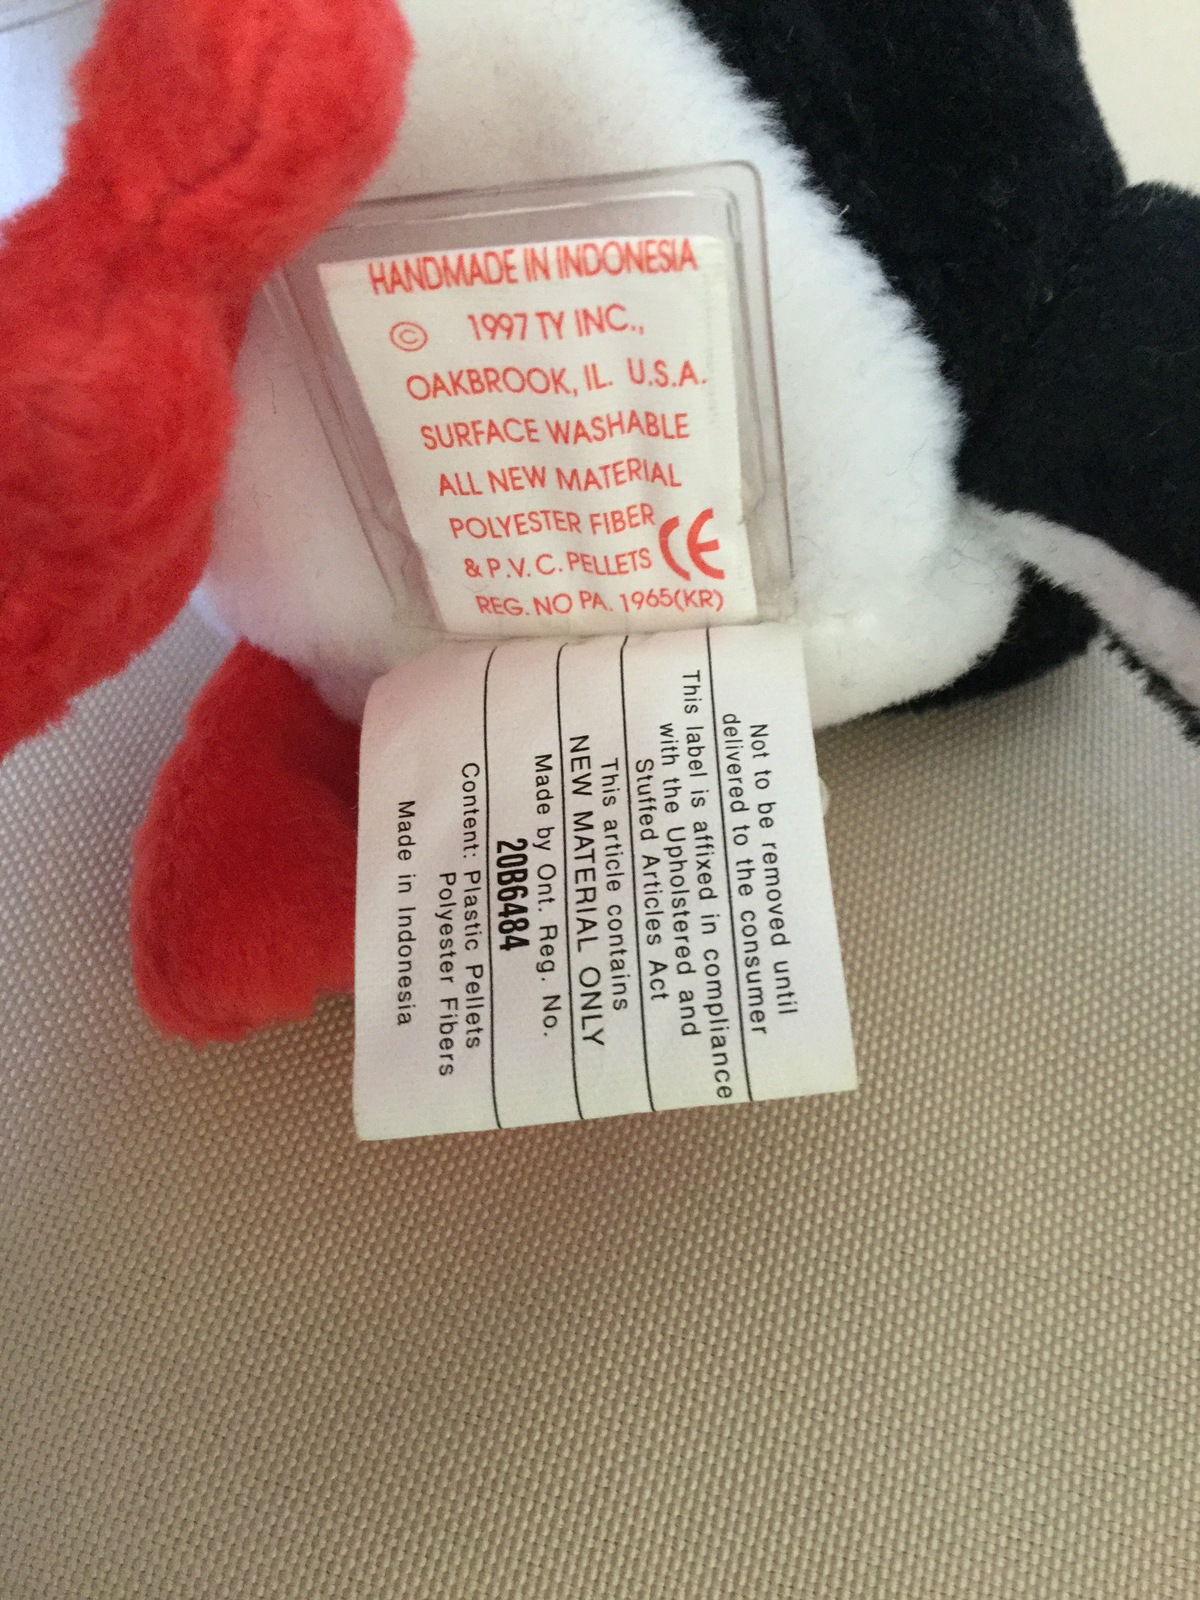 HANDMADE IN INDONESIA
© 1997 TY INC.,
OAKBROOK, IL. U.S.A.
SURFACE WASHABLE
ALL NEW MATERIAL
POLYESTER FIBER
& P.V.C. PELLETS CE
REG. NO PA. 1965(KR)
Not to be removed until
delivered to the consumer
This label is affixed in compliance
with the Upholstered and
Stuffed Articles Act
This article contains
NEW MATERIAL ONLY
Made by Ont. Reg. No.
20B6484
Content: Plastic Pellets
Polyester Fibers
Made in Indonesia